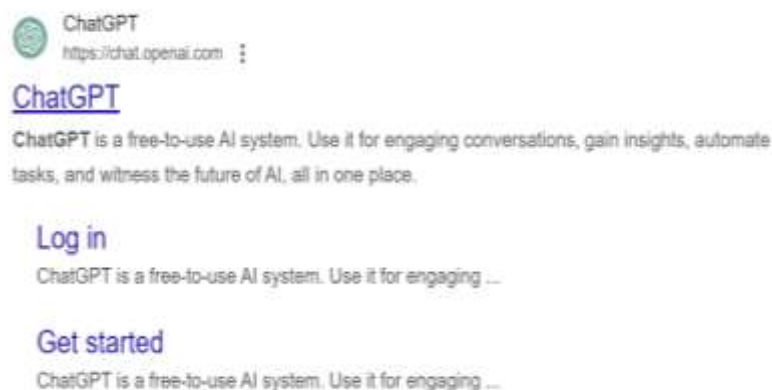 ChatGPT
https://chat.openai.com
ChatGPT
ChatGPT is a free-to-use AI system. Use it for engaging conversations, gain insights, automate
tasks, and witness the future of AI, all in one place.
Log in
ChatGPT is a free-to-use AI system. Use it for engaging ...
Get started
ChatGPT is a free-to-use AI system. Use it for engaging ...